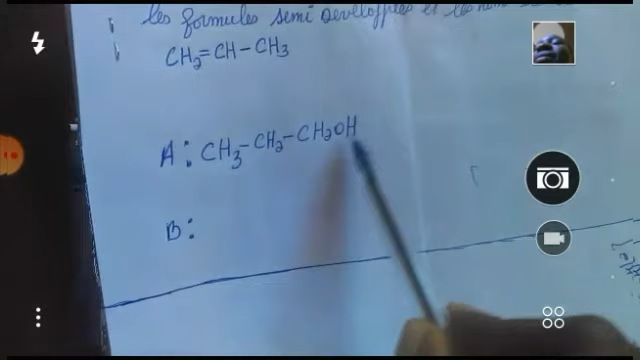 les formules semi développées et les noms
CH₂=CH-CH₃
A: CH₃-CH₂-CH₂OH
B: